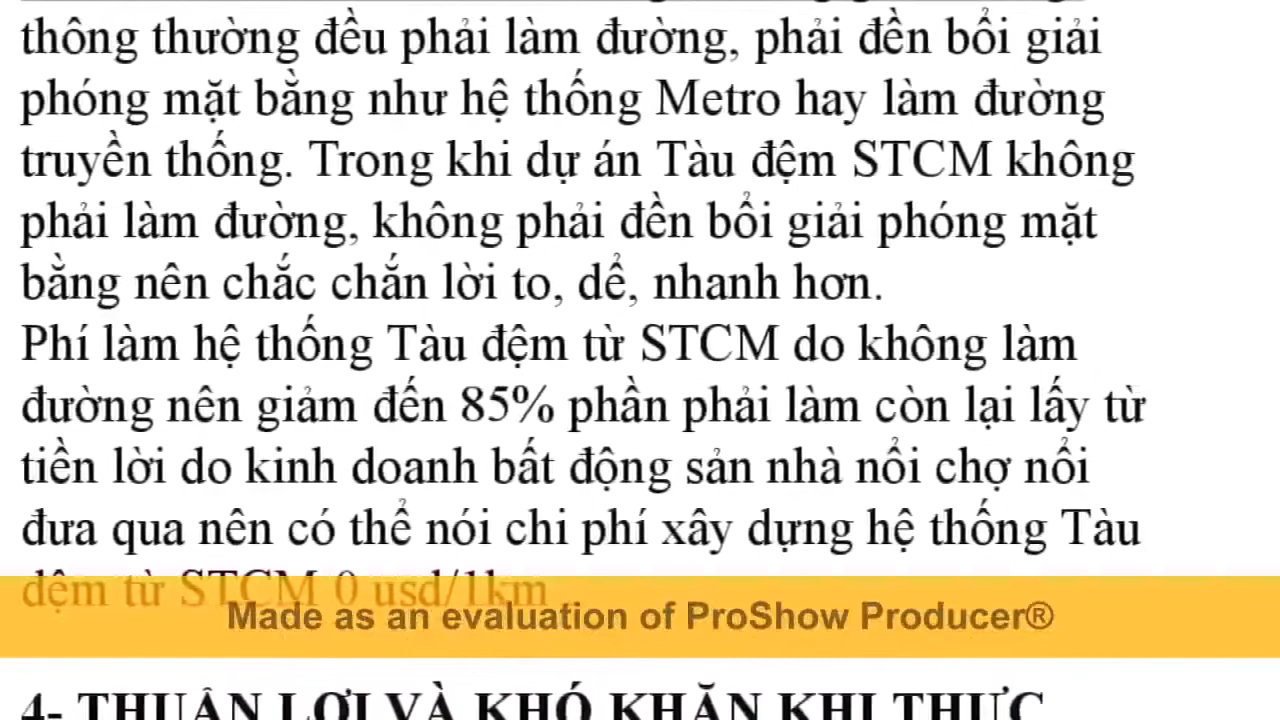 thông thường đều phải làm đường, phải đền bồi giải
phóng mặt bằng như hệ thống Metro hay làm đường
truyền thống. Trong khi dự án Tàu đệm STCM không
phải làm đường, không phải đền bồi giải phóng mặt
bằng nên chắc chắn lời to, dể, nhanh hơn.
Phí làm hệ thống Tàu đệm từ STCM do không làm
đường nên giảm đến 85% phần phải làm còn lại lấy từ
tiền lời do kinh doanh bất động sản nhà nổi chợ nổi
đưa qua nên có thể nói chi phí xây dựng hệ thống Tàu
đệm từ STCM 0 usd/1km
Made as an evaluation of ProShow Producer®
4- THUẬN LỢI VÀ KHÓ KHĂN KHI THỰC